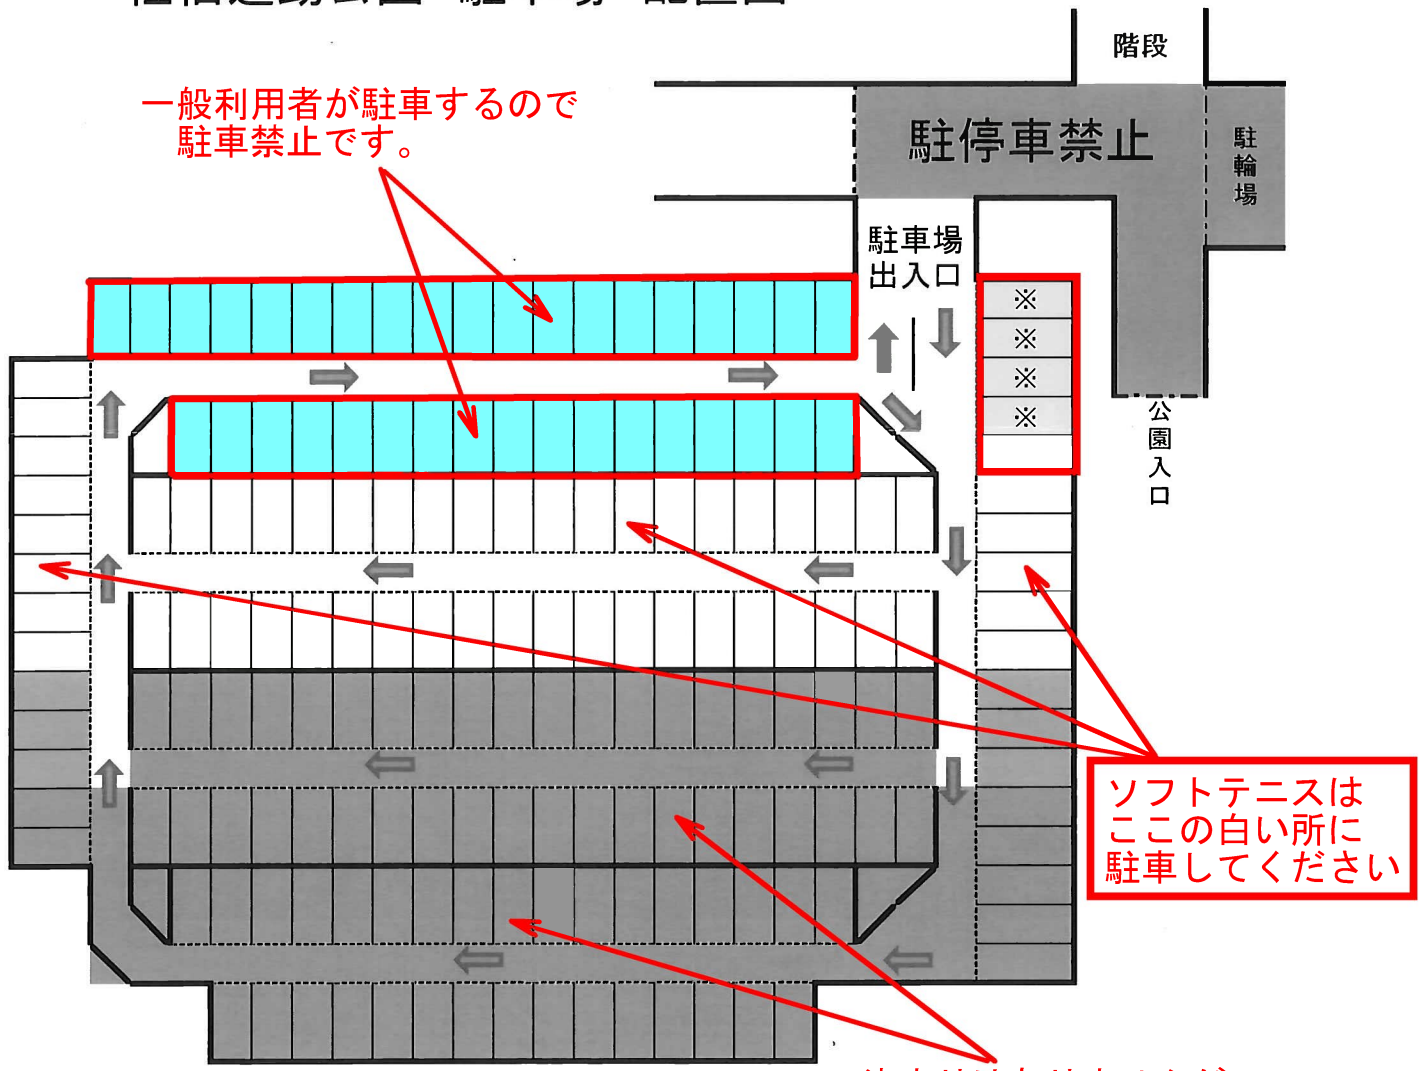 階段
一般利用者が駐車するので
駐車禁止です。
駐停車禁止
駐輪場
駐車場
出入口
※
※
※
※
公園入口
ソフトテニスは
ここの白い所に
駐車してください